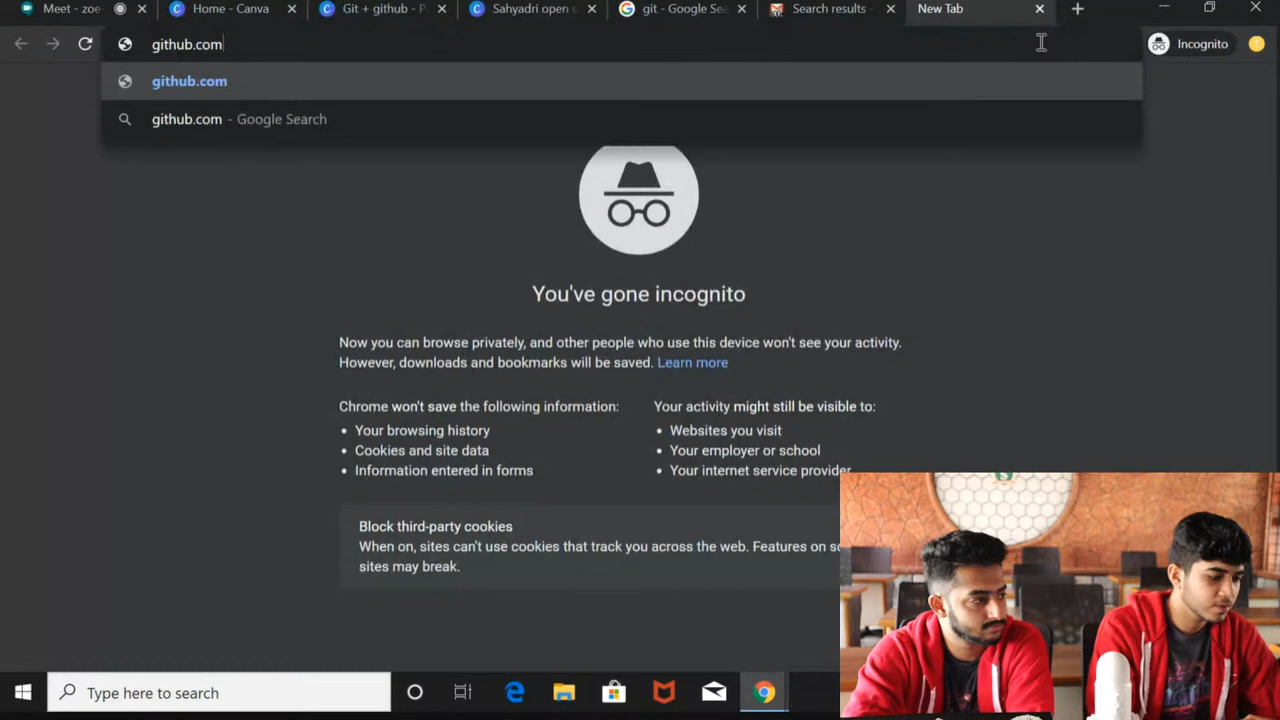 Meet - zoe
Home - Canva
Git + github - P
Sahyadri open s
git - Google Sea
Search results -
New Tab
github.com
Incognito
github.com
github.com - Google Search
You've gone incognito
Now you can browse privately, and other people who use this device won't see your activity.
However, downloads and bookmarks will be saved. Learn more
Chrome won't save the following information:
• Your browsing history
• Cookies and site data
• Information entered in forms
Your activity might still be visible to:
• Websites you visit
• Your employer or school
• Your internet service provider
Block third-party cookies
When on, sites can't use cookies that track you across the web. Features on so
sites may break.
Type here to search